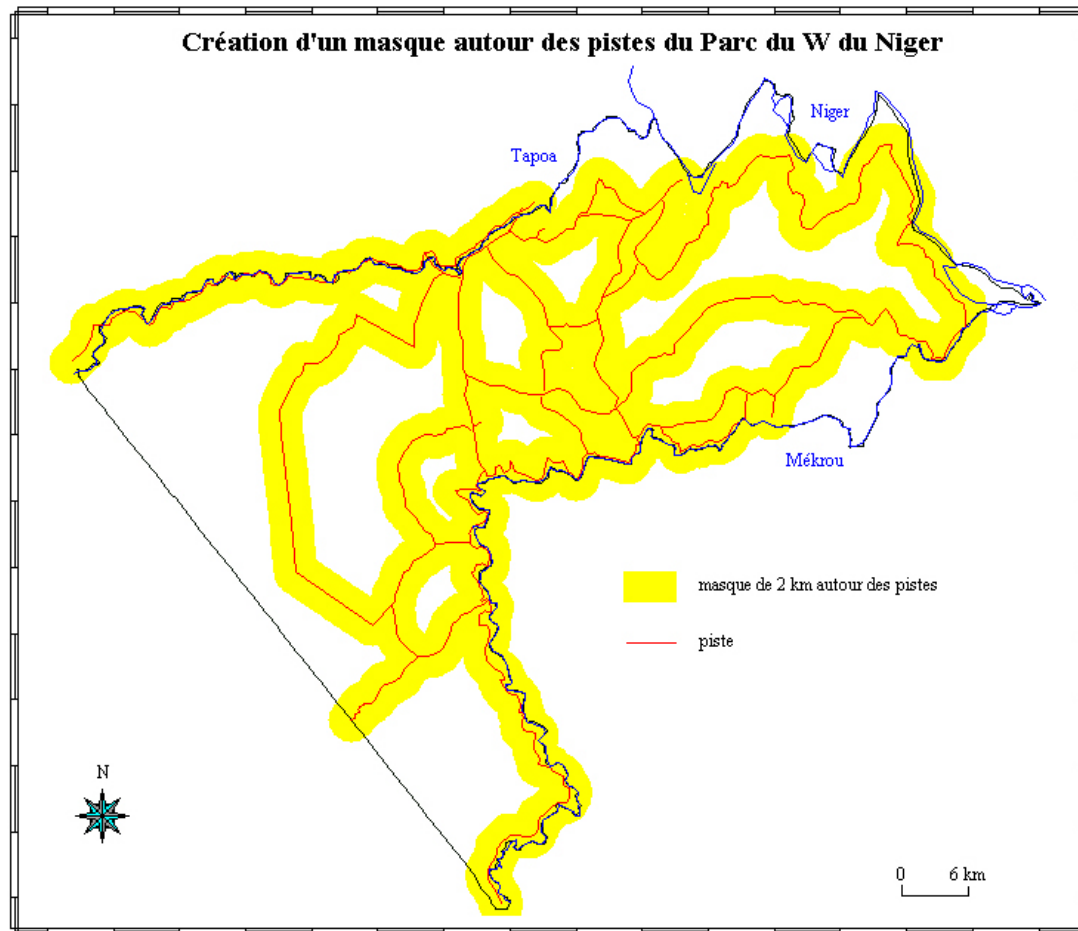 Création d'un masque autour des pistes du Parc du W du Niger
Niger
Tapoa
Mékrou
masque de 2 km autour des pistes
piste
N
0 6 km